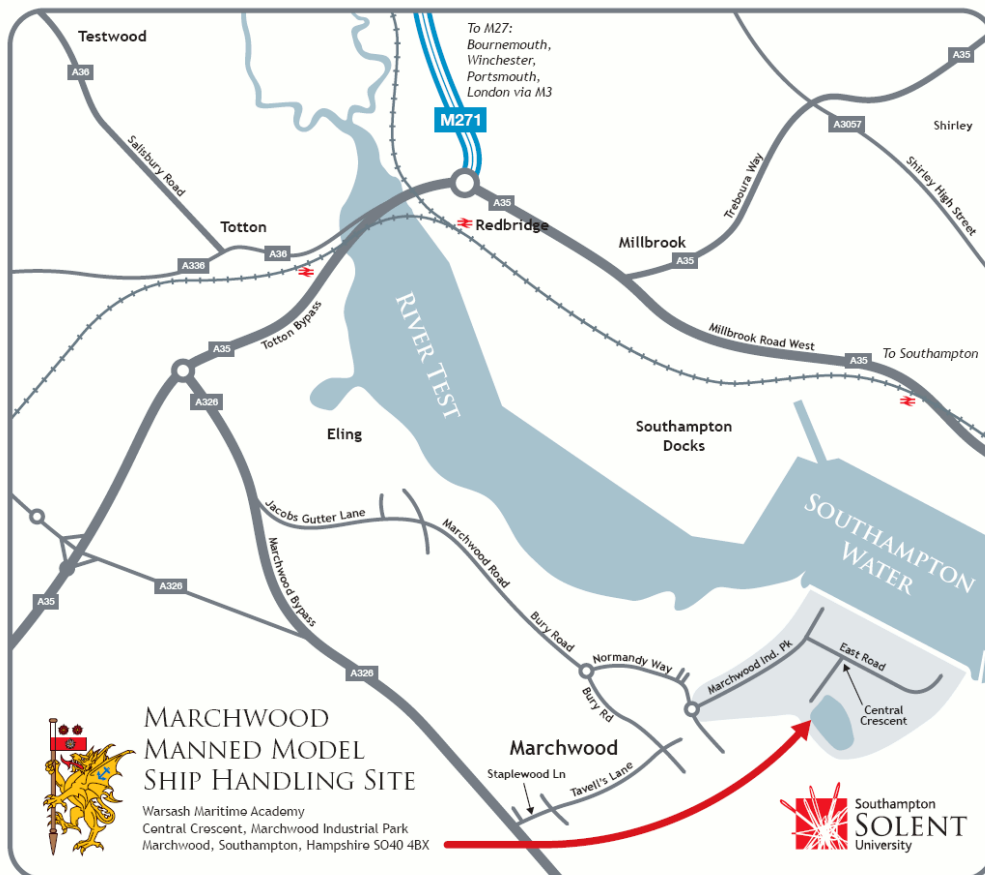 Testwood
A36
Salisbury Road
To M27:
Bournemouth,
Winchester,
Portsmouth,
London via M3
M271
A35
A3057
Shirley
Shirley High Street
Treboura Way
Totton
A36
A336
A35
Redbridge
Millbrook
A35
Totton Bypass
A35
RIVER TEST
Millbrook Road West
A35
To Southampton
A326
Eling
Southampton
Docks
SOUTHAMPTON
WATER
Jacobs Gutter Lane
Marchwood Road
Marchwood Bypass
A326
A35
Bury Road
Normandy Way
Marchwood Ind. Pk
East Road
A326
Bury Rd
Central
Crescent
Marchwood
Staplewood Ln
Tavell's Lane
MARCHWOOD
MANNED MODEL
SHIP HANDLING SITE
Warsash Maritime Academy
Central Crescent, Marchwood Industrial Park
Marchwood, Southampton, Hampshire SO40 4BX
Southampton
SOLENT
University